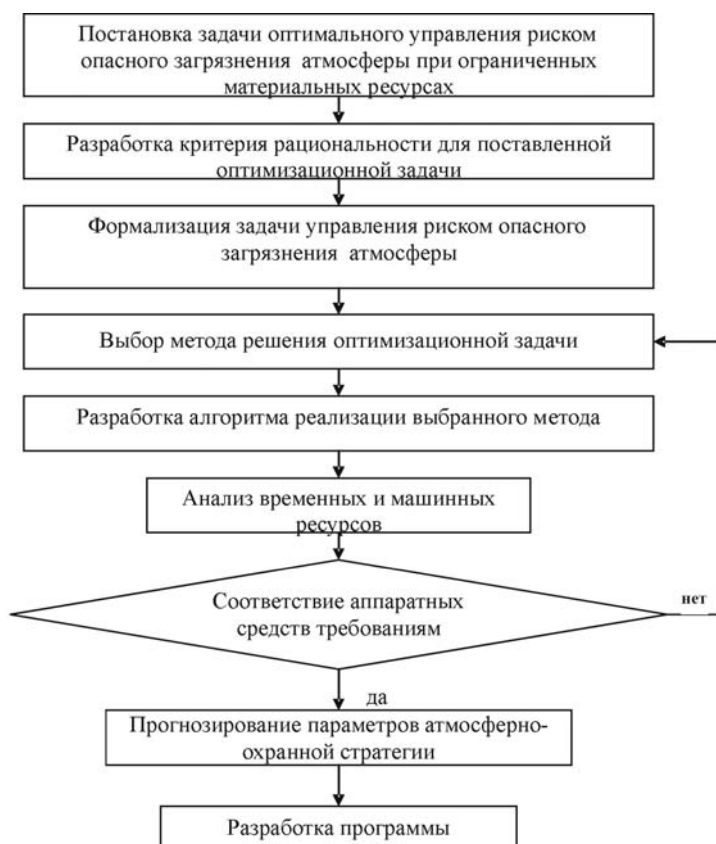 Постановка задачи оптимального управления риском
опасного загрязнения атмосферы при ограниченных
материальных ресурсах
Разработка критерия рациональности для поставленной
оптимизационной задачи
Формализация задачи управления риском опасного
загрязнения атмосферы
Выбор метода решения оптимизационной задачи
Разработка алгоритма реализации выбранного метода
Анализ временных и машинных
ресурсов
Соответствие аппаратных
средств требованиям
нет
да
Прогнозирование параметров атмосферно-
охранной стратегии
Разработка программы